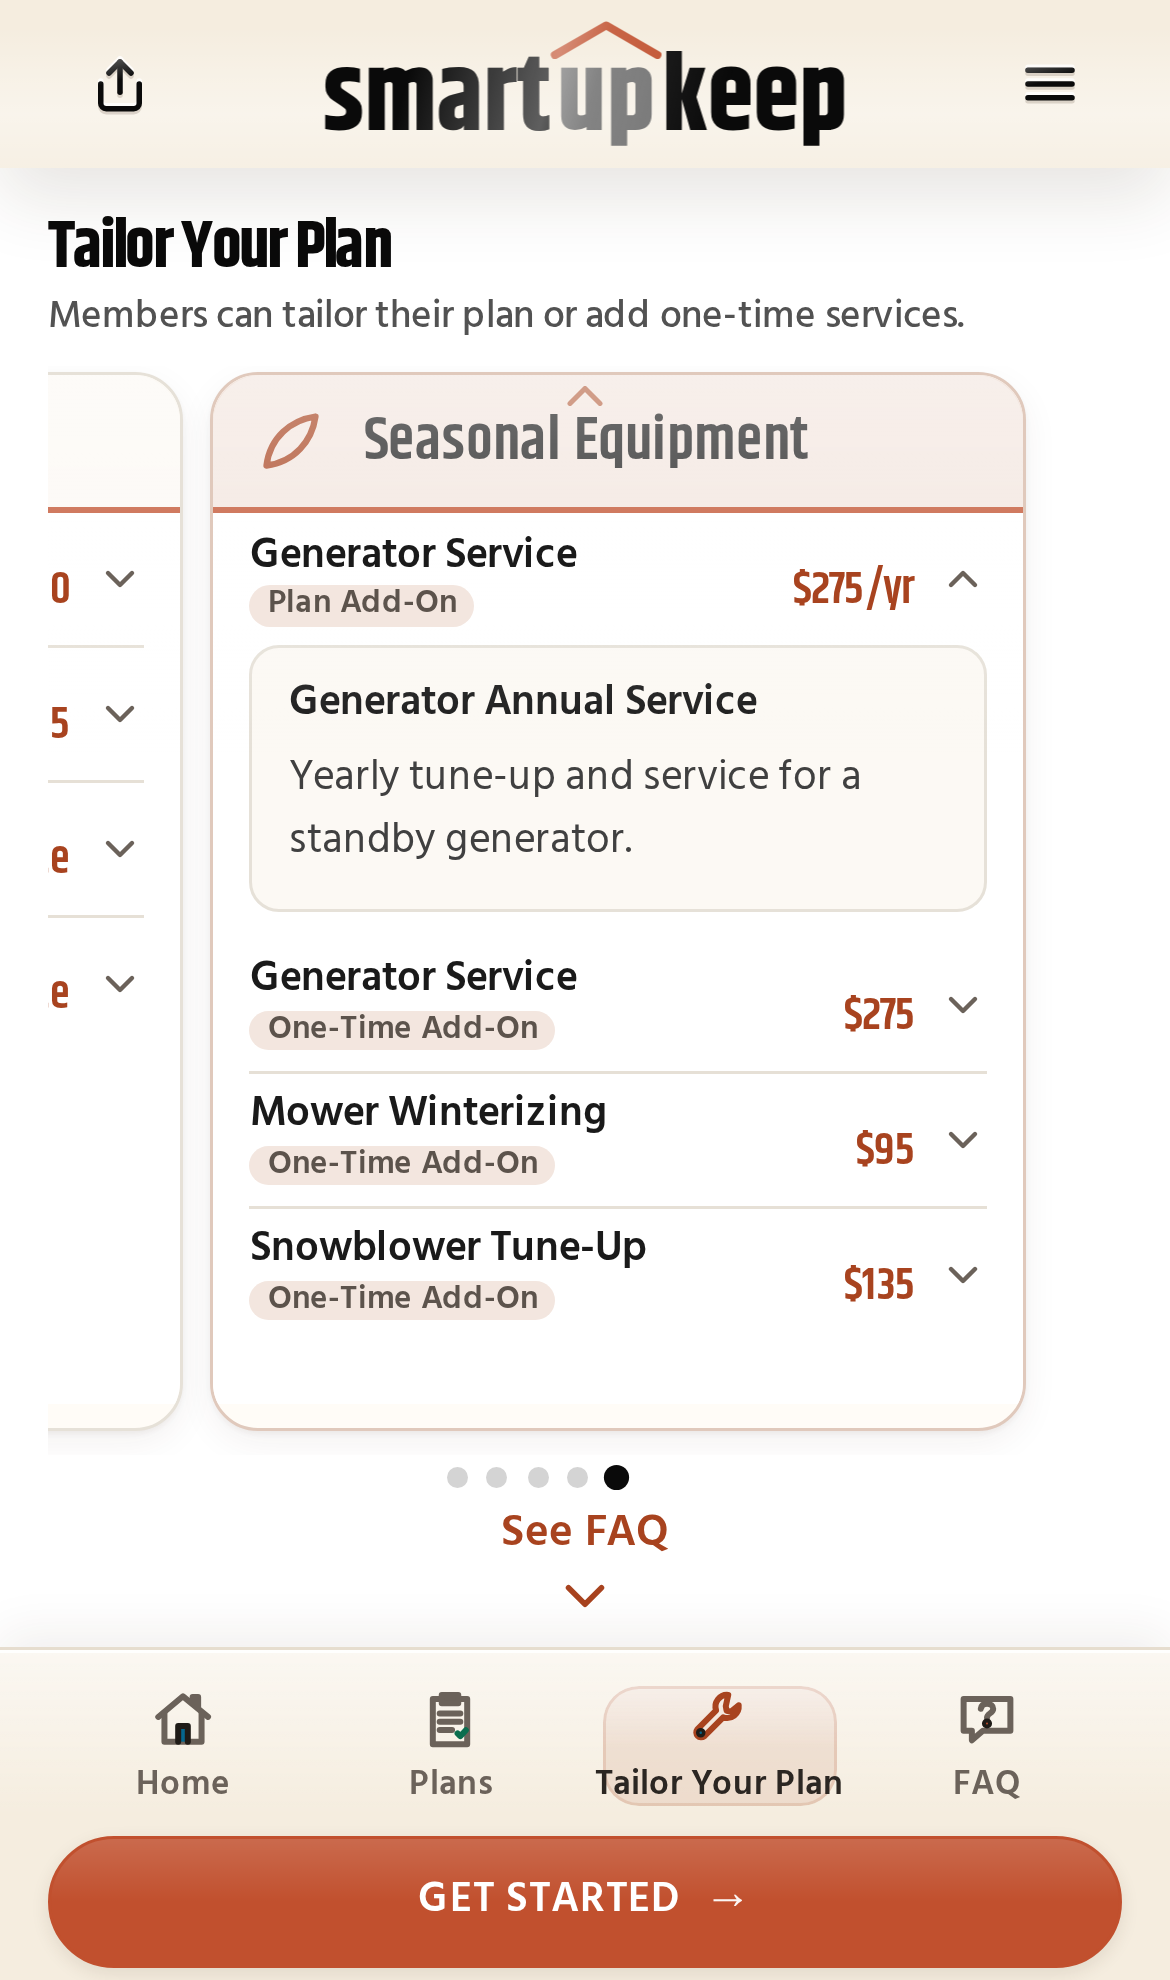 smartupkeep
Tailor Your Plan
Members can tailor their plan or add one-time services.
Seasonal Equipment
0
5
e
e
Generator Service
Plan Add-On
$275/yr
Generator Annual Service
Yearly tune-up and service for a
standby generator.
Generator Service
One-Time Add-On
$275
Mower Winterizing
One-Time Add-On
$95
Snowblower Tune-Up
One-Time Add-On
$135
See FAQ
Home
Plans
Tailor Your Plan
FAQ
GET STARTED →